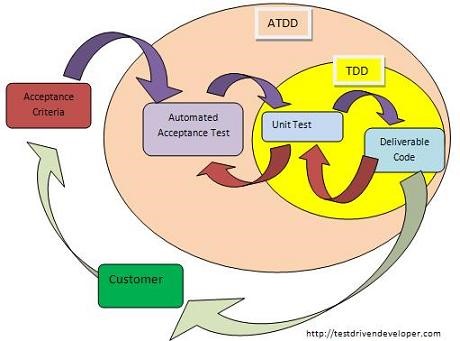 ATDD
TDD
Acceptance
Criteria
Automated
Acceptance Test
Unit Test
Deliverable
Code
Customer
http://testdrivendeveloper.com